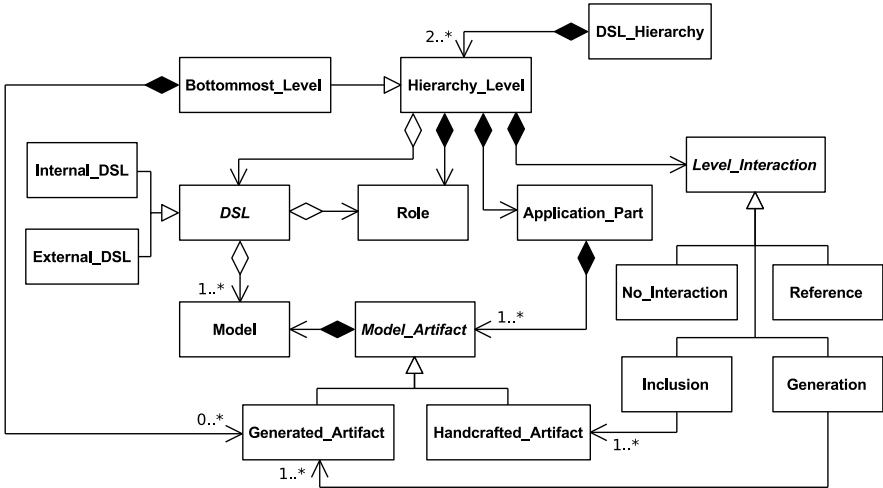 DSL_Hierarchy
2..*
Bottommost_Level
Hierarchy_Level
Internal_DSL
Level_Interaction
DSL
Role
Application_Part
External_DSL
No_Interaction
Reference
1..*
Model
Model_Artifact
1..*
Inclusion
Generation
0..*
Generated_Artifact
Handcrafted_Artifact
1..*
1..*